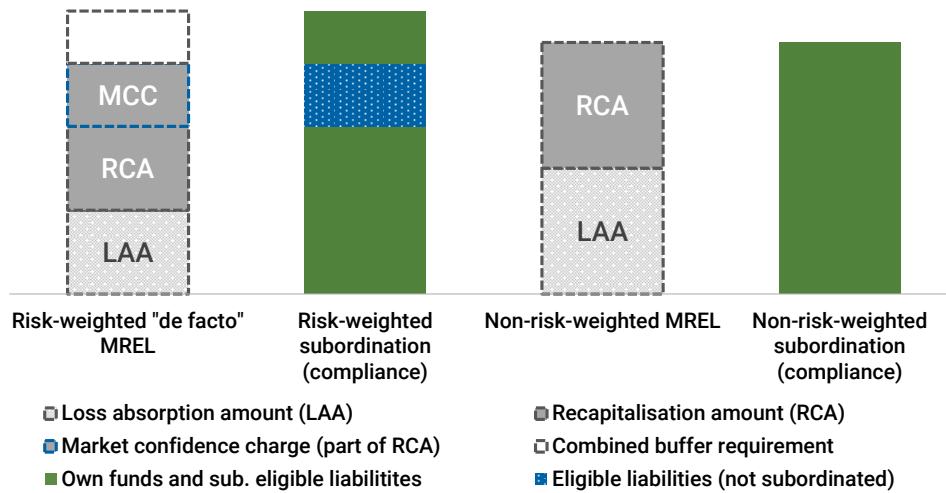 MCC
RCA
LAA
RCA
LAA
Risk-weighted "de facto"
MREL
Risk-weighted
subordination
(compliance)
Non-risk-weighted MREL
Non-risk-weighted
subordination
(compliance)
Loss absorption amount (LAA)
Recapitalisation amount (RCA)
Market confidence charge (part of RCA)
Combined buffer requirement
Own funds and sub. eligible liabilitites
Eligible liabilities (not subordinated)